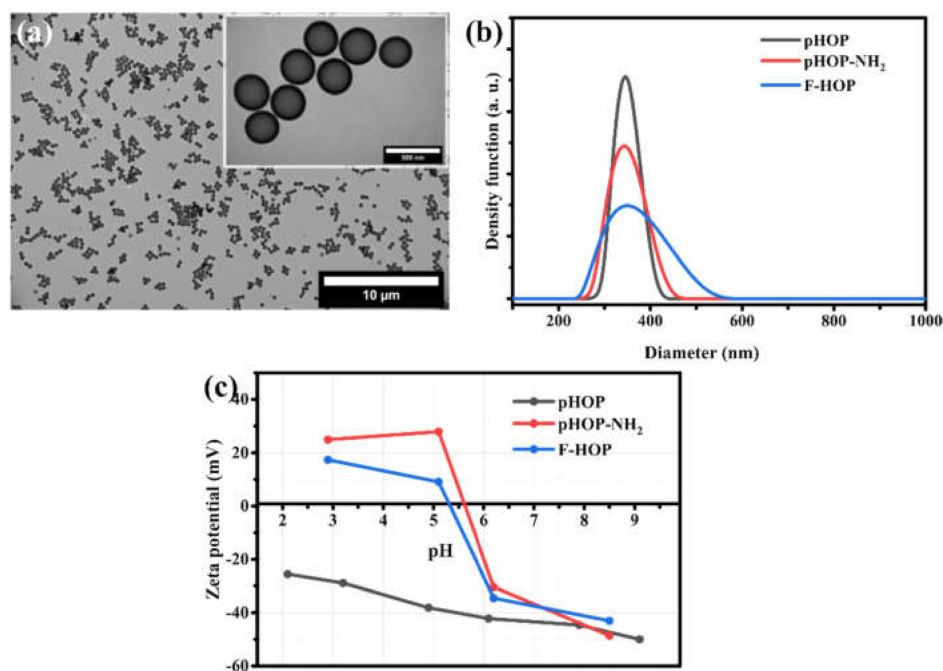 (a)
500 nm
10 µm
(b)
pHOP
pHOP-NH₂
F-HOP
Density function (a. u.)
200 400 600 800 1000
Diameter (nm)
(c)
40
20
0
-20
-40
-60
Zeta potential (mV)
pHOP
pHOP-NH₂
F-HOP
2 3 4 5 6 7 8 9
pH